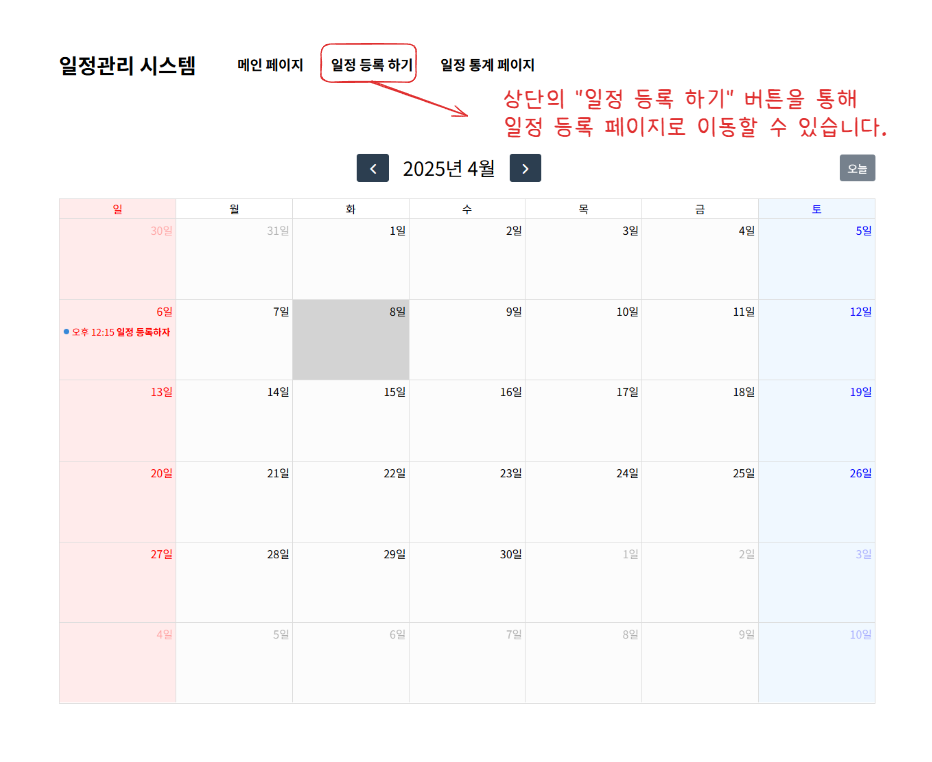 일정관리 시스템 메인 페이지 일정 등록 하기 일정 통계 페이지
상단의 "일정 등록 하기" 버튼을 통해
일정 등록 페이지로 이동할 수 있습니다.
2025년 4월 오늘
일 월 화 수 목 금 토
30일 31일 1일 2일 3일 4일 5일
6일 7일 8일 9일 10일 11일 12일
오후 12:15 일정 등록하자
13일 14일 15일 16일 17일 18일 19일
20일 21일 22일 23일 24일 25일 26일
27일 28일 29일 30일 1일 2일 3일
4일 5일 6일 7일 8일 9일 10일